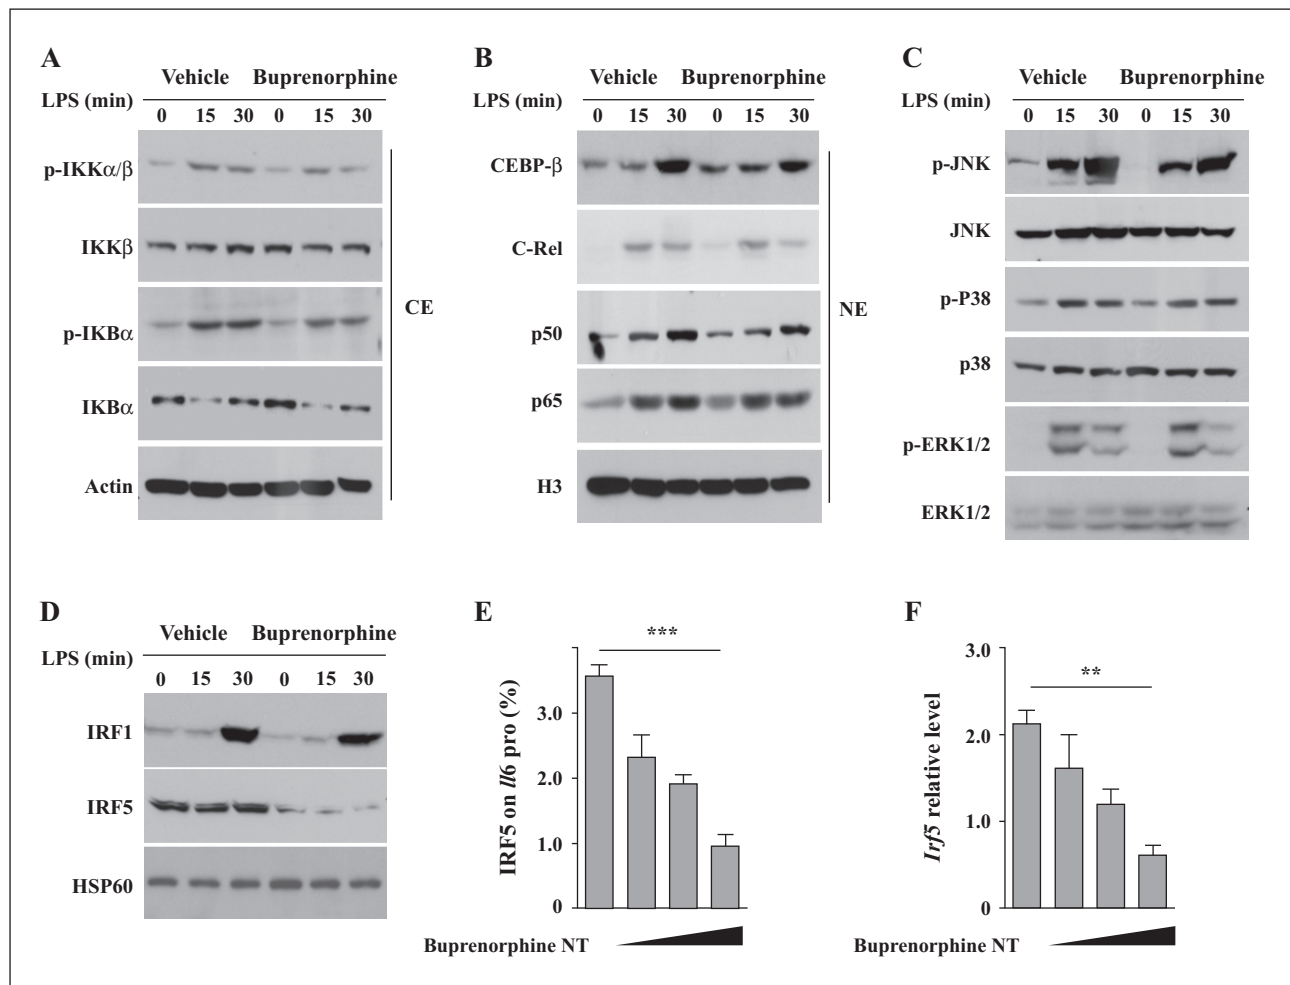 A
Vehicle Buprenorphine
LPS (min)
0 15 30 0 15 30
p-IKKα/β
IKKβ
p-IKBα
IKBα
Actin
CE
B
Vehicle Buprenorphine
LPS (min)
0 15 30 0 15 30
CEBP-β
C-Rel
p50
p65
H3
NE
C
Vehicle Buprenorphine
LPS (min)
0 15 30 0 15 30
p-JNK
JNK
p-P38
p38
p-ERK1/2
ERK1/2
D
Vehicle Buprenorphine
LPS (min)
0 15 30 0 15 30
IRF1
IRF5
HSP60
E
***
IRF5 on Il6 pro (%)
3.0
2.0
1.0
0
Buprenorphine NT
F
**
Irf5 relative level
3.0
2.0
1.0
0
Buprenorphine NT